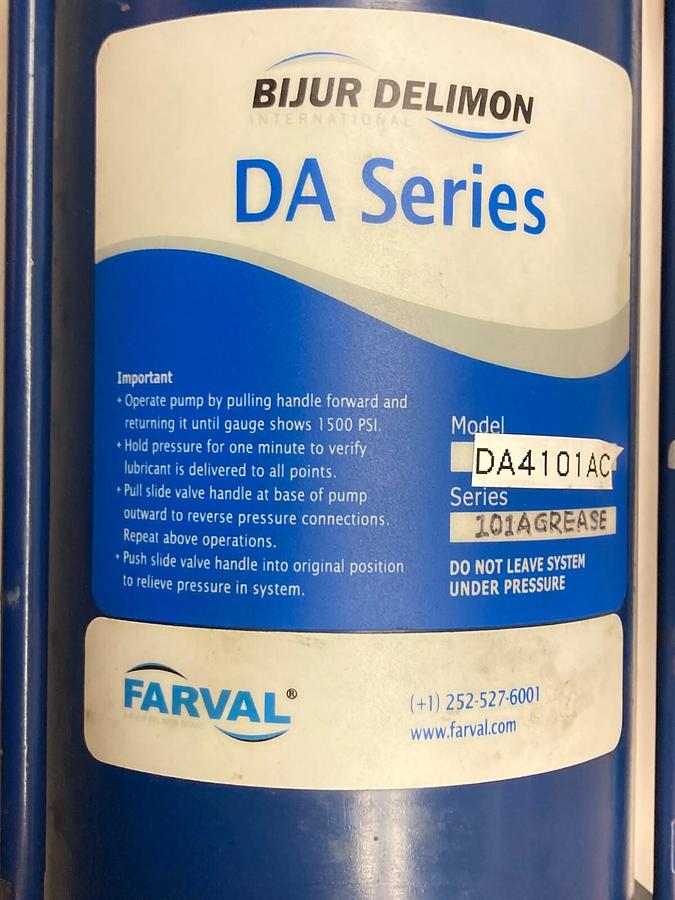 BIJUR DELIMON
INTERNATIONAL
DA Series
Important
+ Operate pump by pulling handle forward and
returning it until gauge shows 1500 PSI.
+ Hold pressure for one minute to verify
lubricant is delivered to all points.
+ Pull slide valve handle at base of pump
outward to reverse pressure connections.
Repeat above operations.
+ Push slide valve handle into original position
to relieve pressure in system.
Model
DA4101AC
Series
101AGREASE
DO NOT LEAVE SYSTEM
UNDER PRESSURE
FARVAL®
(+1) 252-527-6001
www.farval.com